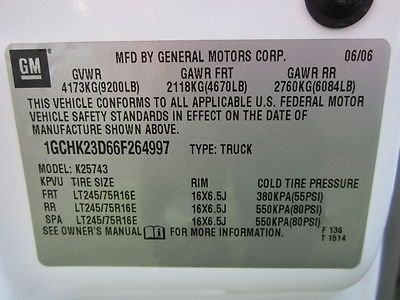 GM
MFD BY GENERAL MOTORS CORP. 06/06
GVWR GAWR FRT GAWR RR
4173KG(9200LB) 2118KG(4670LB) 2760KG(6084LB)
THIS VEHICLE CONFORMS TO ALL APPLICABLE U.S. FEDERAL MOTOR
VEHICLE SAFETY STANDARDS IN EFFECT ON THE DATE OF
MANUFACTURE SHOWN ABOVE.
1GCHK23D66F264997 TYPE: TRUCK
MODEL: K25743
KPVU TIRE SIZE RIM COLD TIRE PRESSURE
FRT LT245/75R16E 16X6.5J 380KPA(55PSI)
RR LT245/75R16E 16X6.5J 550KPA(80PSI)
SPA LT245/75R16E 16X6.5J 550KPA(80PSI)
SEE OWNER'S MANUAL FOR MORE INFORMATION F 136
T 1514